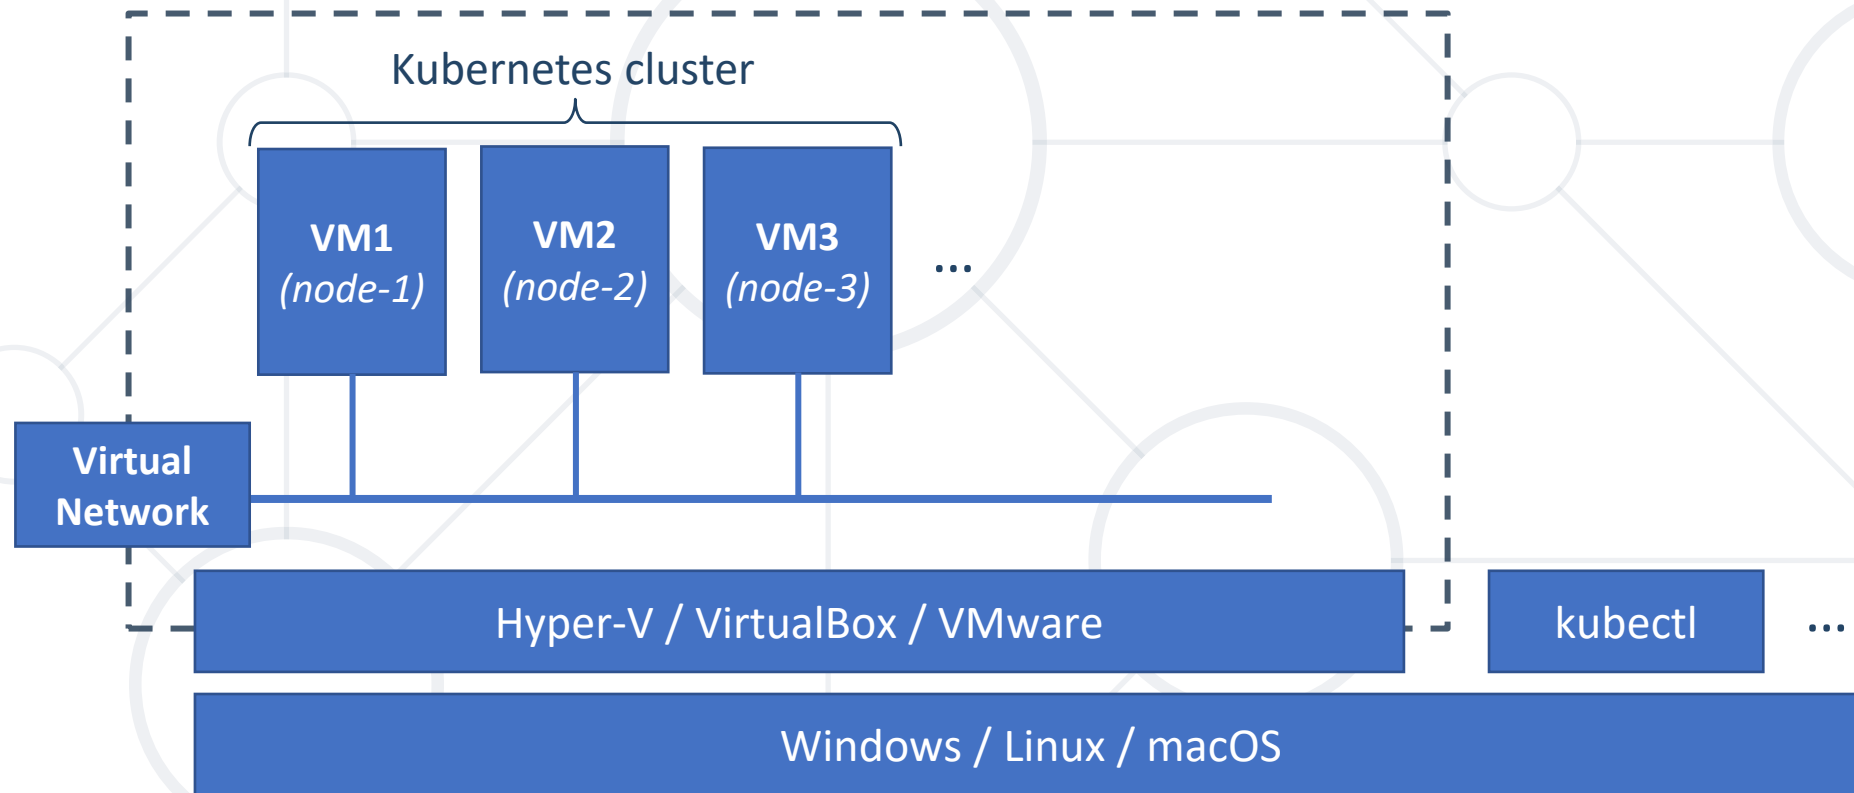 Kubernetes cluster
VM1
(node-1)
VM2
(node-2)
VM3
(node-3)
...
Virtual
Network
Hyper-V / VirtualBox / VMware
kubectl
...
Windows / Linux / macOS